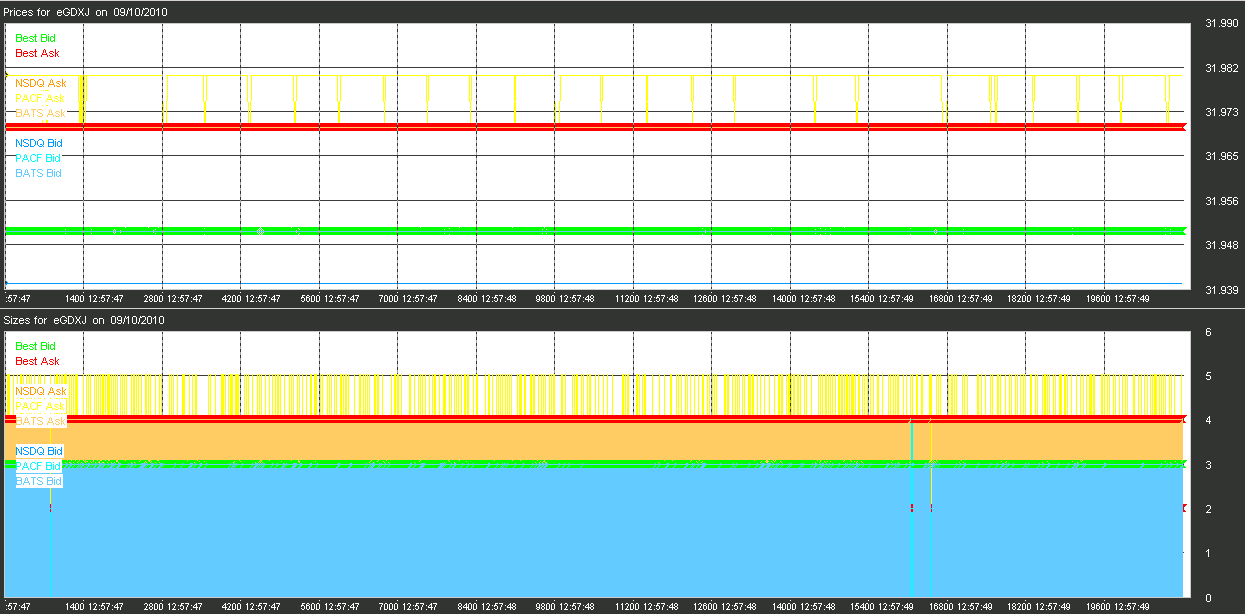 Prices for eGDXJ on 09/10/2010
Best Bid
Best Ask
NSDQ Ask
PACF Ask
BATS Ask
NSDQ Bid
PACF Bid
BATS Bid
31.990
31.982
31.973
31.965
31.956
31.948
31.939
:57:47 1400 12:57:47 2800 12:57:47 4200 12:57:47 5600 12:57:47 7000 12:57:47 8400 12:57:47 9800 12:57:48 11200 12:57:48 12600 12:57:48 14000 12:57:48 15400 12:57:49 16800 12:57:49 18200 12:57:49 19600 12:57:49
Sizes for eGDXJ on 09/10/2010
Best Bid
Best Ask
NSDQ Ask
PACF Ask
BATS Ask
NSDQ Bid
PACF Bid
BATS Bid
6
5
4
3
2
1
0
:57:47 1400 12:57:47 2800 12:57:47 4200 12:57:47 5600 12:57:47 7000 12:57:47 8400 12:57:47 9800 12:57:48 11200 12:57:48 12600 12:57:48 14000 12:57:48 15400 12:57:49 16800 12:57:49 18200 12:57:49 19600 12:57:49